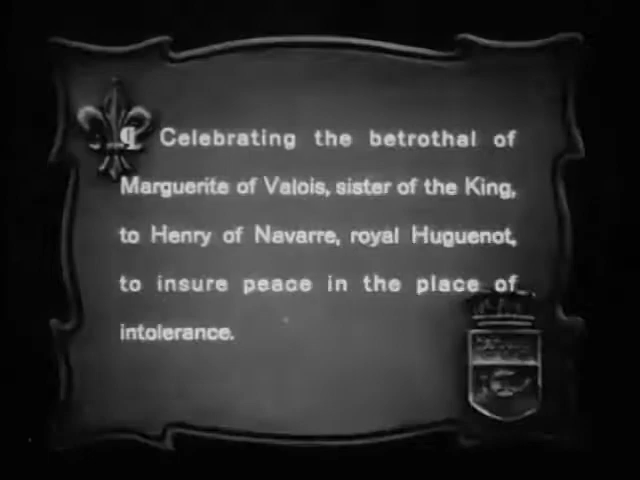 ¶ Celebrating the betrothal of
Marguerite of Valois, sister of the King,
to Henry of Navarre, royal Huguenot,
to insure peace in the place of
intolerance.